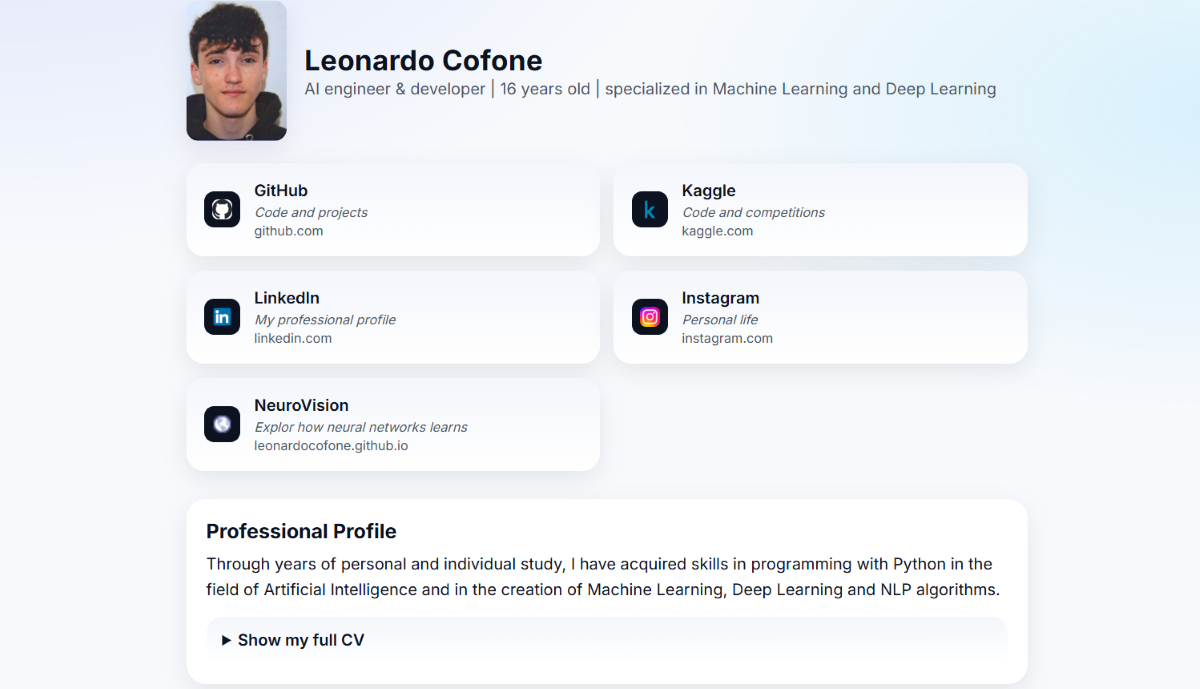 Leonardo Cofone
AI engineer & developer | 16 years old | specialized in Machine Learning and Deep Learning
GitHub
Code and projects
github.com
Kaggle
Code and competitions
kaggle.com
LinkedIn
My professional profile
linkedin.com
Instagram
Personal life
instagram.com
NeuroVision
Explor how neural networks learns
leonardocofone.github.io
Professional Profile
Through years of personal and individual study, I have acquired skills in programming with Python in the
field of Artificial Intelligence and in the creation of Machine Learning, Deep Learning and NLP algorithms.
▶ Show my full CV